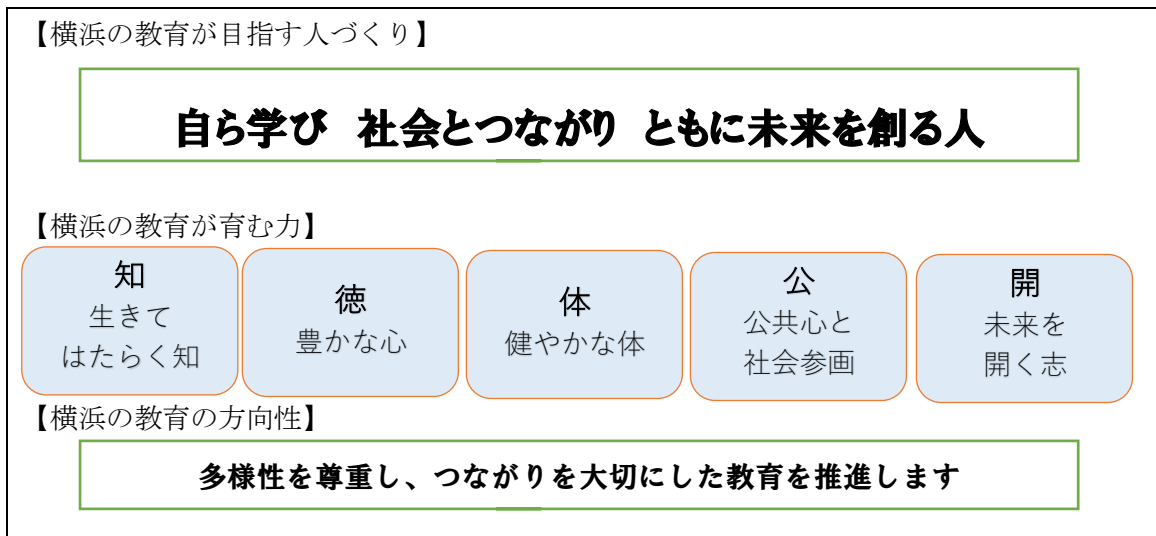 【横浜の教育が目指す人づくり】
自ら学び 社会とつながり ともに未来を創る人
【横浜の教育が育む力】
知
生きて
はたらく知
徳
豊かな心
体
健やかな体
公
公共心と
社会参画
開
未来を
開く志
【横浜の教育の方向性】
多様性を尊重し、つながりを大切にした教育を推進します